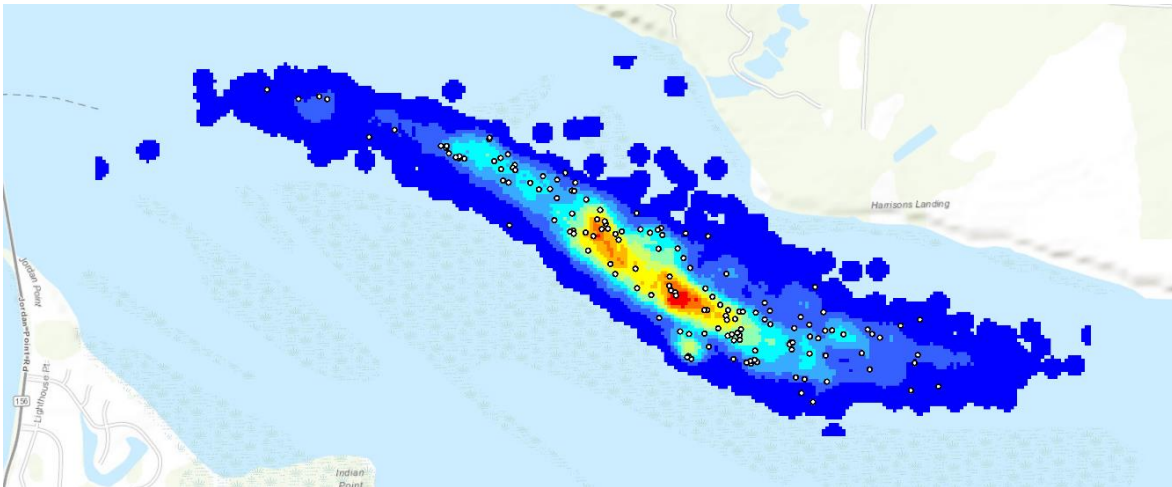 Harrisons Landing
Jordan Point
Jordan Point Rd
Lighthouse Pt
156
Indian
Point